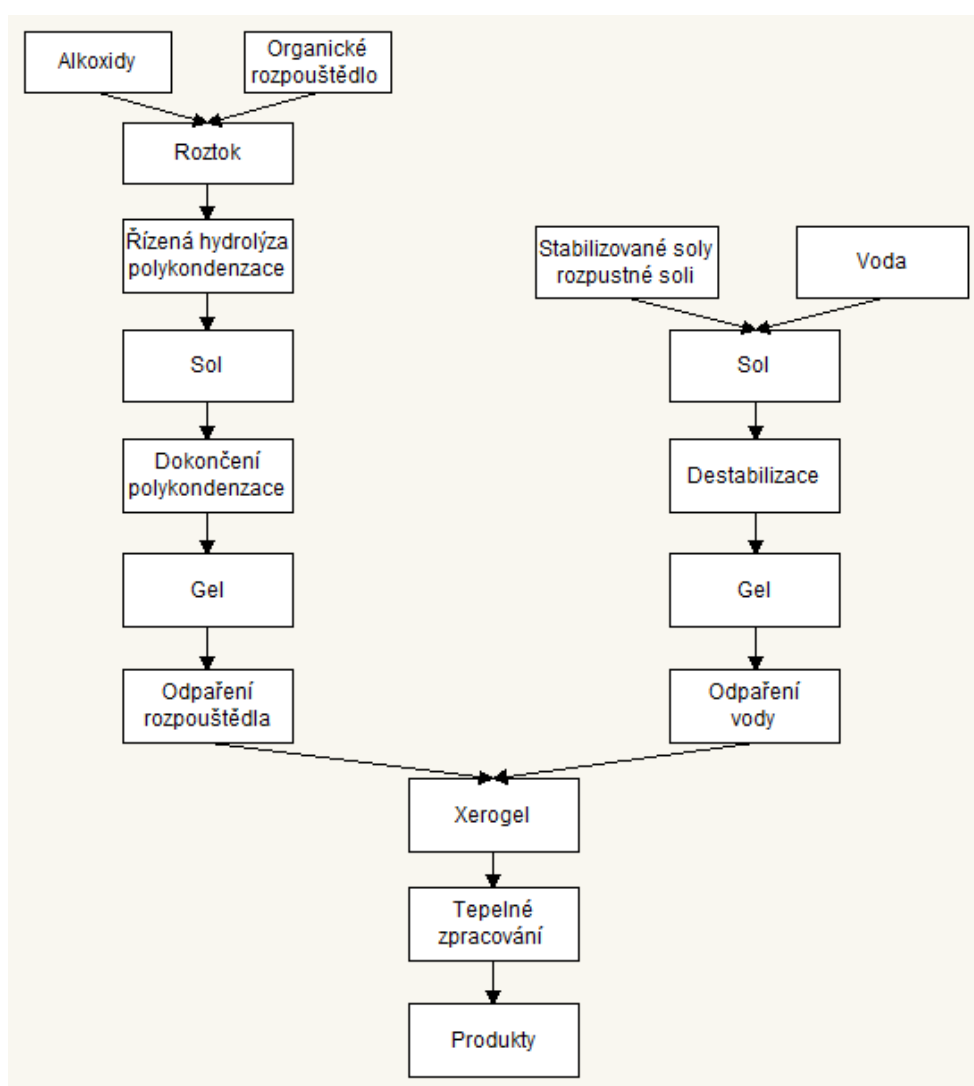 Alkoxidy
Organické
rozpouštědlo
Roztok
Řízená hydrolýza
polykondenzace
Stabilizované soly
rozpustné soli
Voda
Sol
Sol
Dokončení
polykondenzace
Destabilizace
Gel
Gel
Odpaření
rozpouštědla
Odpaření
vody
Xerogel
Tepelné
zpracování
Produkty